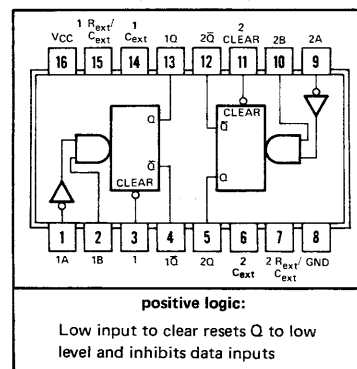 1 Rext/ 1 2
VCC Cext Cext 1Q 2Q̅ CLEAR 2B 2A
16 15 14 13 12 11 10 9
Q Q̅ CLEAR
Q̅ Q
CLEAR
1 2 3 4 5 6 7 8
1A 1B 1 1Q̅ 2Q 2 2 Rext/ GND
CLEAR Cext Cext
positive logic:
Low input to clear resets Q to low
level and inhibits data inputs